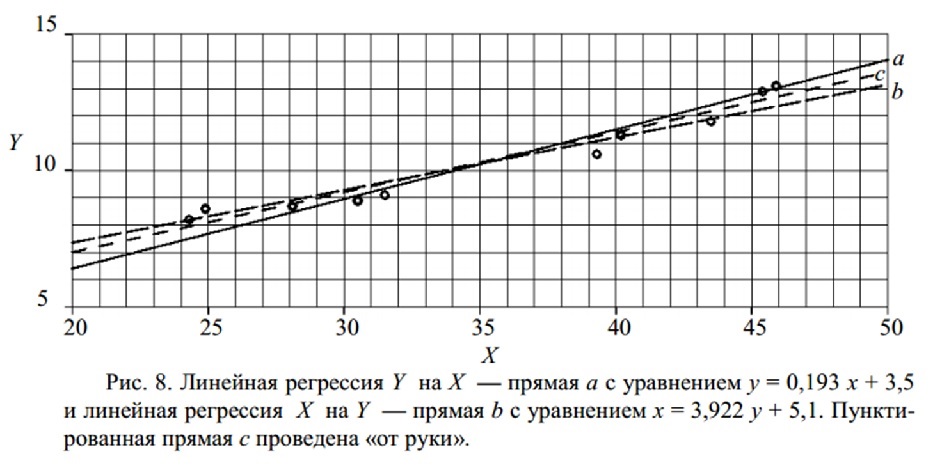 15
a
c
b
Y
10
5
20 25 30 35 40 45 50
X
Рис. 8. Линейная регрессия Y на X — прямая a с уравнением y = 0,193 x + 3,5
и линейная регрессия X на Y — прямая b с уравнением x = 3,922 y + 5,1. Пункти-
рованная прямая c проведена «от руки».